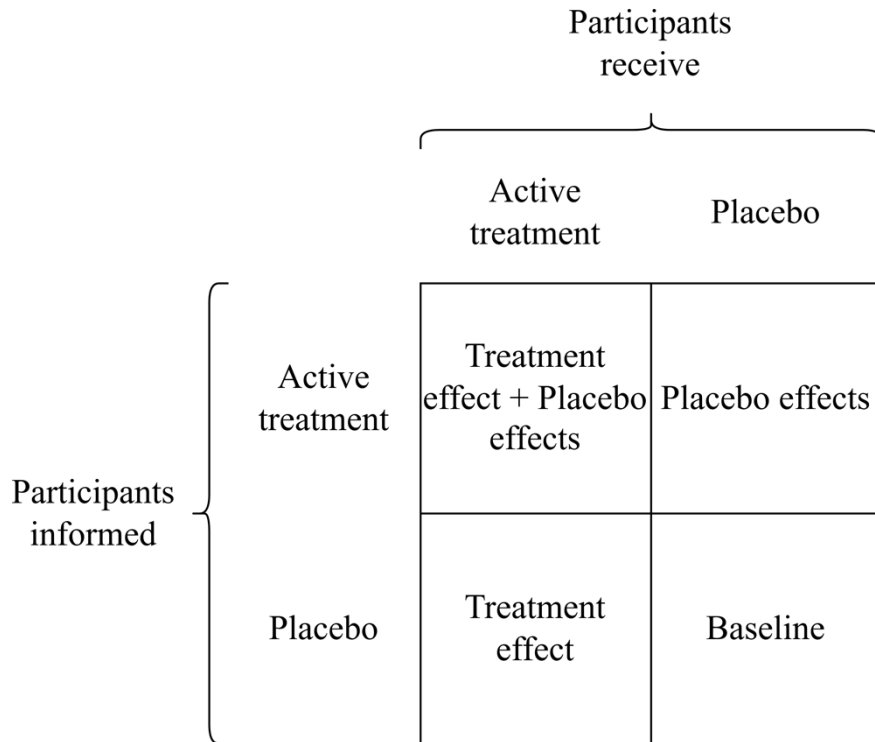 Participants
receive
Active
treatment
Placebo
Participants
informed
Active
treatment
Treatment
effect + Placebo
effects
Placebo effects
Placebo
Treatment
effect
Baseline